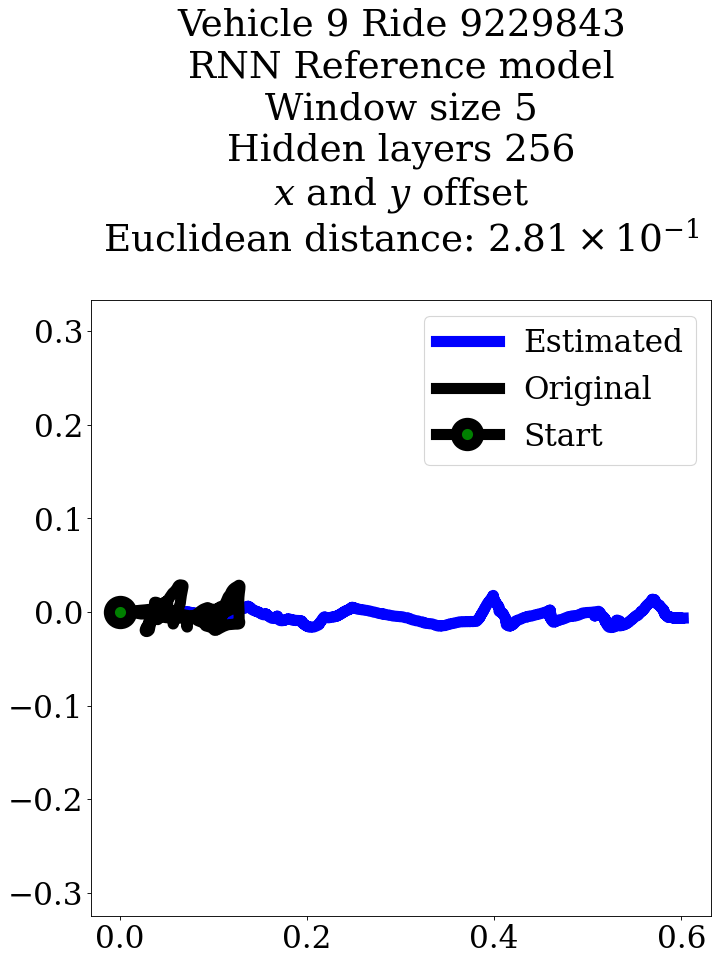 Vehicle 9 Ride 9229843
RNN Reference model
Window size 5
Hidden layers 256
x and y offset
Euclidean distance: 2.81 × 10⁻¹
Estimated
Original
Start
0.3
0.2
0.1
0.0
−0.1
−0.2
−0.3
0.0 0.2 0.4 0.6